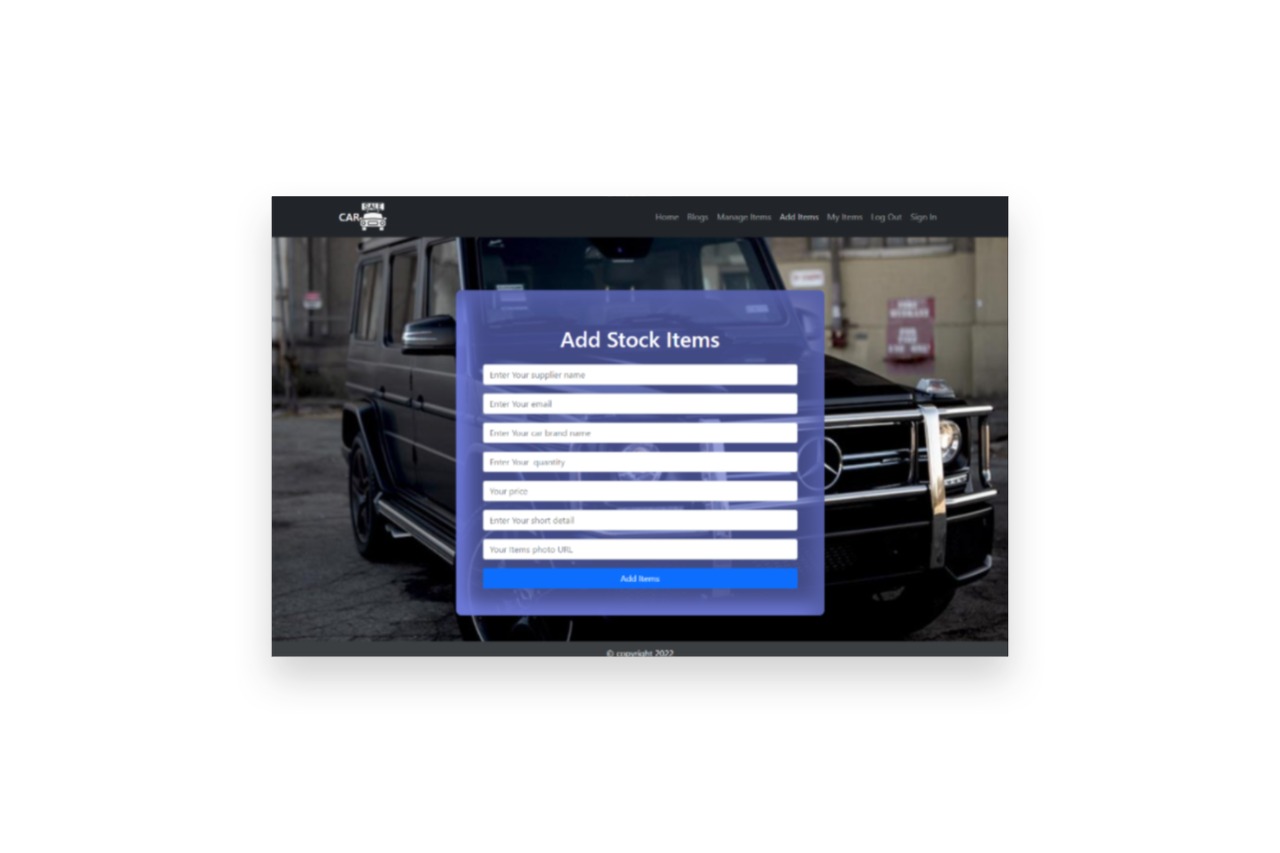 SALE
CAR
Home Blogs Manage Items Add Items My Items Log Out Sign In
Add Stock Items
Enter Your supplier name
Enter Your email
Enter Your car brand name
Enter Your quantity
Your price
Enter Your short detail
Your Items photo URL
Add Items
© copyright 2022